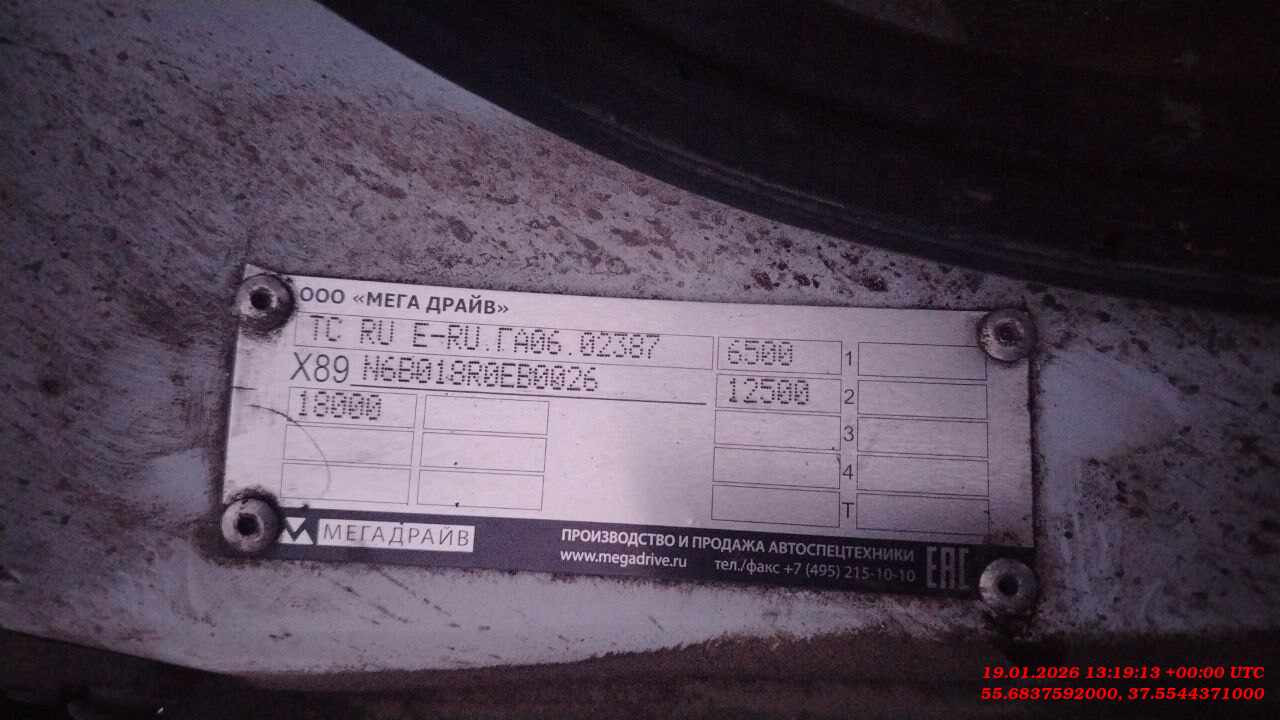 ООО «МЕГА ДРАЙВ»
ТС RU E-RU.ГА06.02387
6500 1
X89 N6B018R0EB0026
12500 2
18000
3
4
T
МЕГАДРАЙВ
ПРОИЗВОДСТВО И ПРОДАЖА АВТОСПЕЦТЕХНИКИ
www.megadrive.ru тел./факс +7 (495) 215-10-10
EAC
19.01.2026 13:19:13 +00:00 UTC
55.6837592000, 37.5544371000